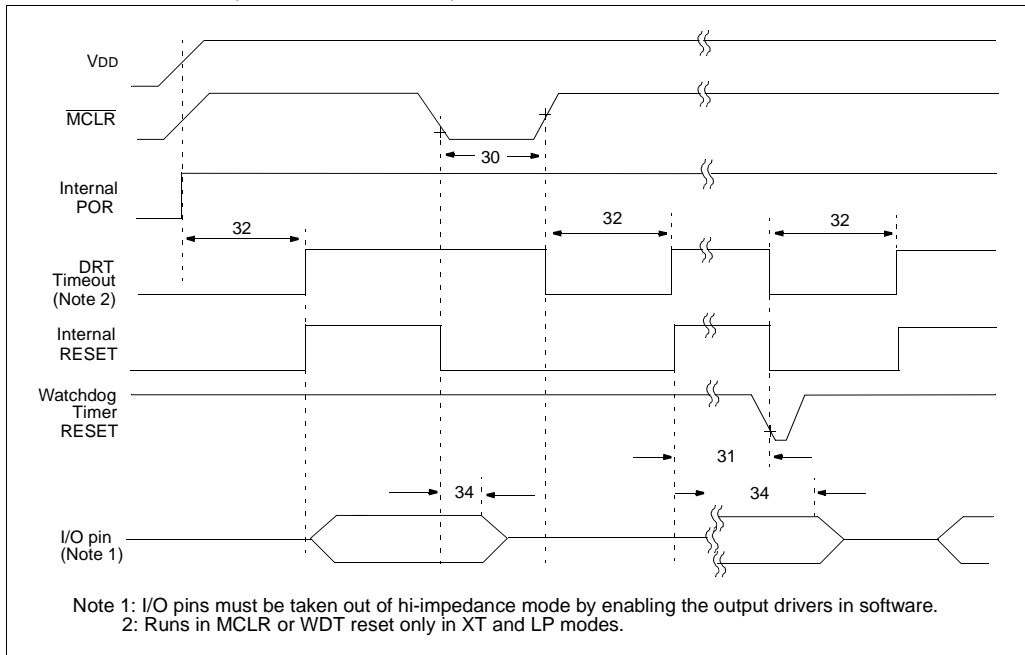 VDD
MCLR
30
Internal
POR
32
32
32
DRT
Timeout
(Note 2)
Internal
RESET
Watchdog
Timer
RESET
31
34
34
I/O pin
(Note 1)
Note 1: I/O pins must be taken out of hi-impedance mode by enabling the output drivers in software.
2: Runs in MCLR or WDT reset only in XT and LP modes.